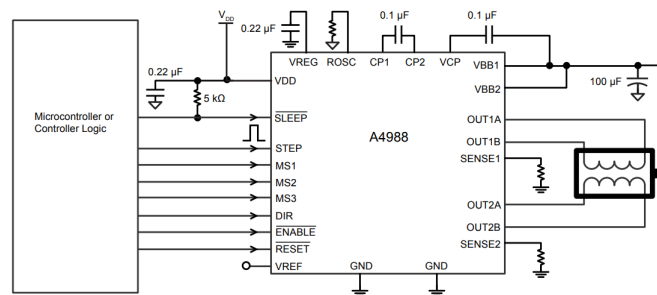 V_DD
0.22 µF
0.1 µF
0.1 µF
VREG
ROSC
CP1
CP2
VCP
VBB1
VBB2
100 µF
0.22 µF
5 kΩ
VDD
Microcontroller or
Controller Logic
SLEEP
A4988
OUT1A
OUT1B
SENSE1
STEP
MS1
MS2
MS3
DIR
ENABLE
RESET
VREF
OUT2A
OUT2B
SENSE2
GND
GND